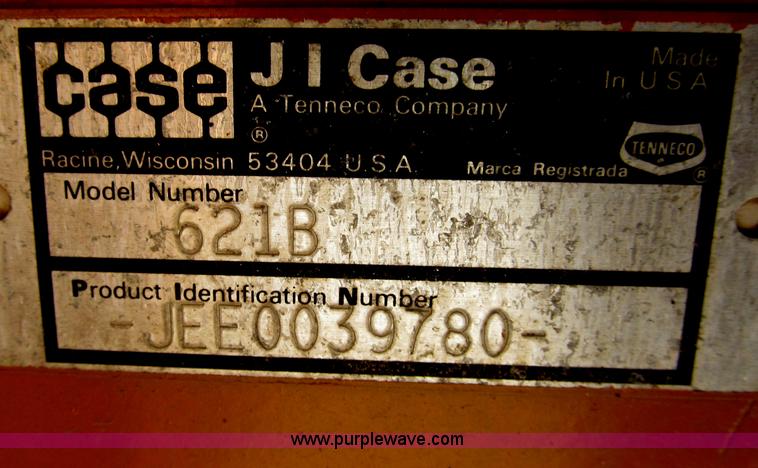 case
J I Case
A Tenneco Company
®
Made
In U S A
Racine, Wisconsin 53404 U.S.A.
Marca Registrada
TENNECO
®
Model Number
621B
Product Identification Number
-JEE0039780-
www.purplewave.com